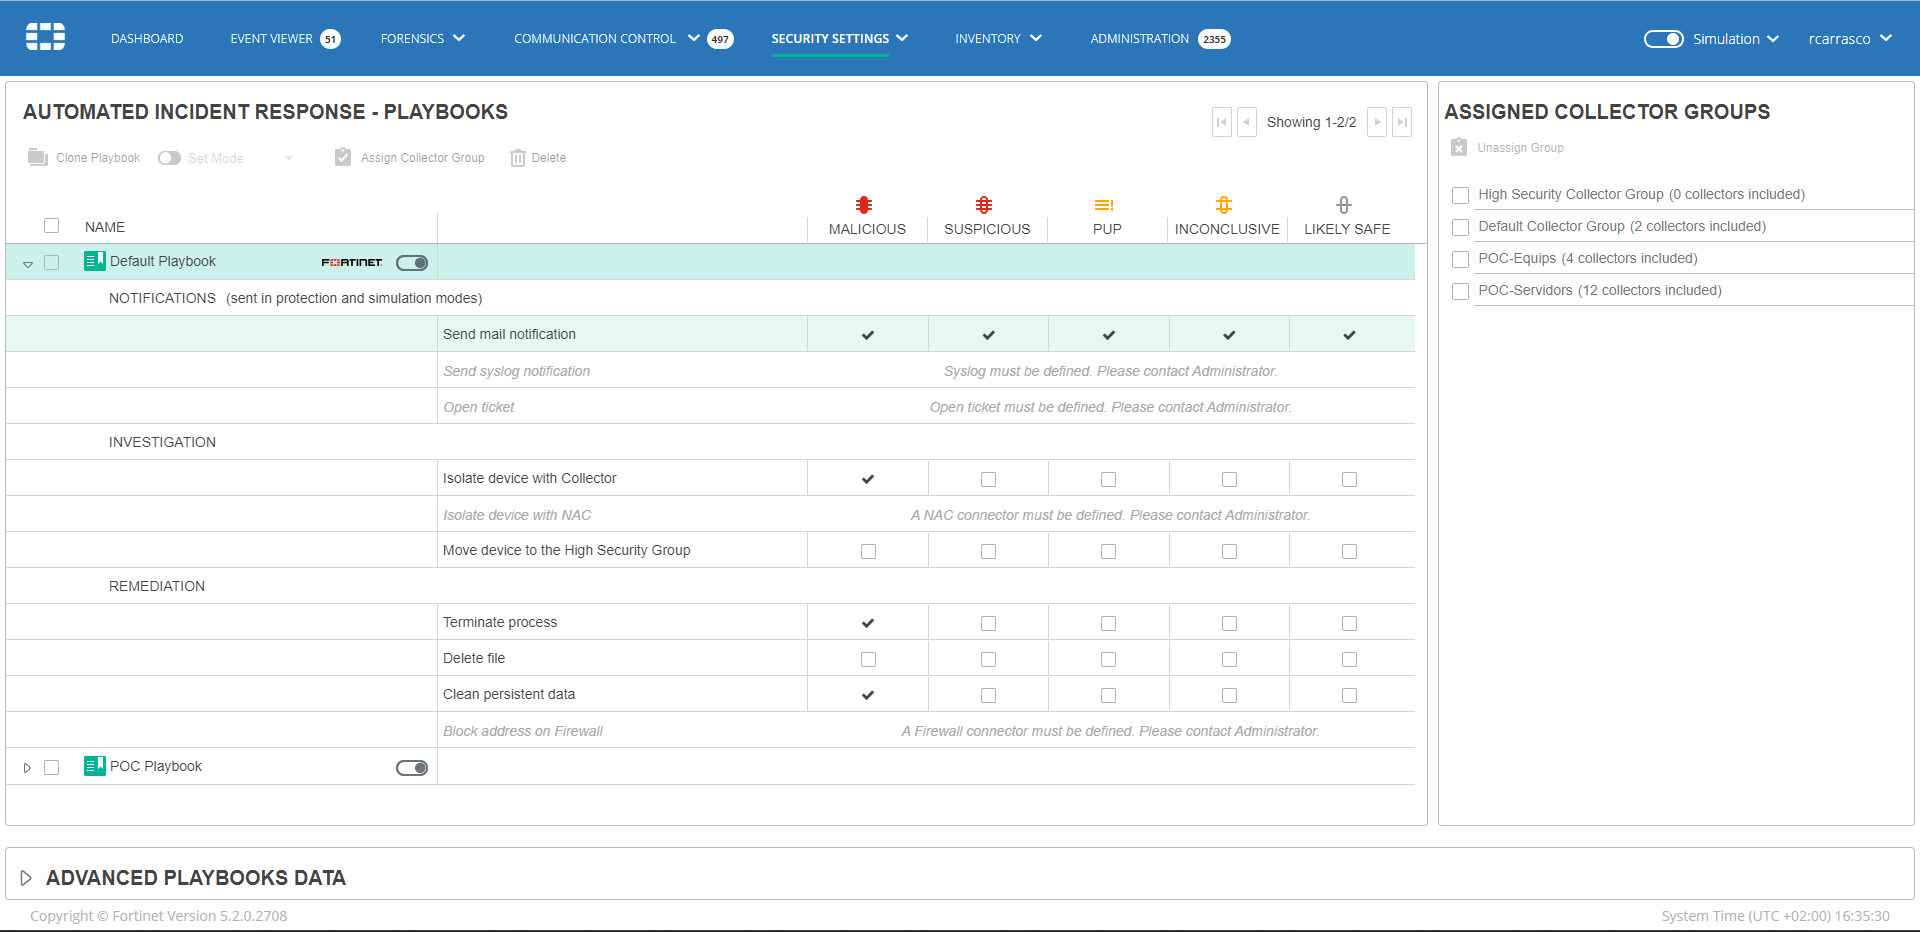 DASHBOARD EVENT VIEWER 51 FORENSICS COMMUNICATION CONTROL 497 SECURITY SETTINGS INVENTORY ADMINISTRATION 2355 Simulation rcarrasco
AUTOMATED INCIDENT RESPONSE - PLAYBOOKS
Showing 1-2/2
Clone Playbook Set Mode Assign Collector Group Delete
NAME MALICIOUS SUSPICIOUS PUP INCONCLUSIVE LIKELY SAFE
Default Playbook FORTINET
NOTIFICATIONS (sent in protection and simulation modes)
Send mail notification
Send syslog notification Syslog must be defined. Please contact Administrator.
Open ticket Open ticket must be defined. Please contact Administrator.
INVESTIGATION
Isolate device with Collector
Isolate device with NAC A NAC connector must be defined. Please contact Administrator.
Move device to the High Security Group
REMEDIATION
Terminate process
Delete file
Clean persistent data
Block address on Firewall A Firewall connector must be defined. Please contact Administrator.
POC Playbook
ASSIGNED COLLECTOR GROUPS
Unassign Group
High Security Collector Group (0 collectors included)
Default Collector Group (2 collectors included)
POC-Equips (4 collectors included)
POC-Servidors (12 collectors included)
ADVANCED PLAYBOOKS DATA
Copyright © Fortinet Version 5.2.0.2708 System Time (UTC +02:00) 16:35:30